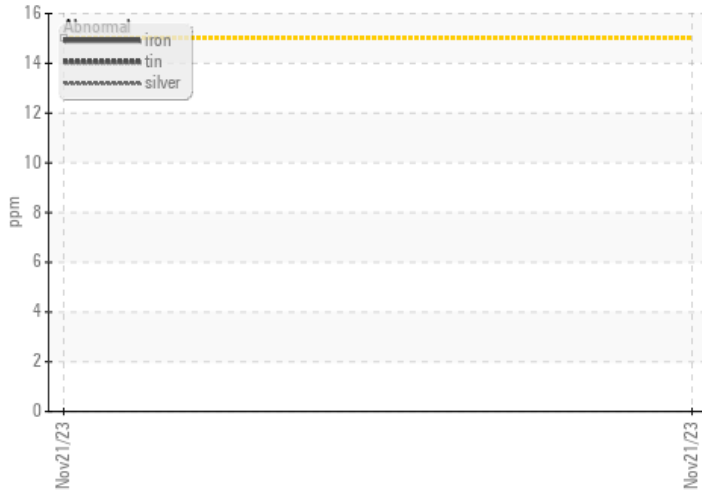 16
Abnormal
iron
14
tin
silver
12
10
ppm
8
6
4
2
0
Nov21/23
Nov21/23